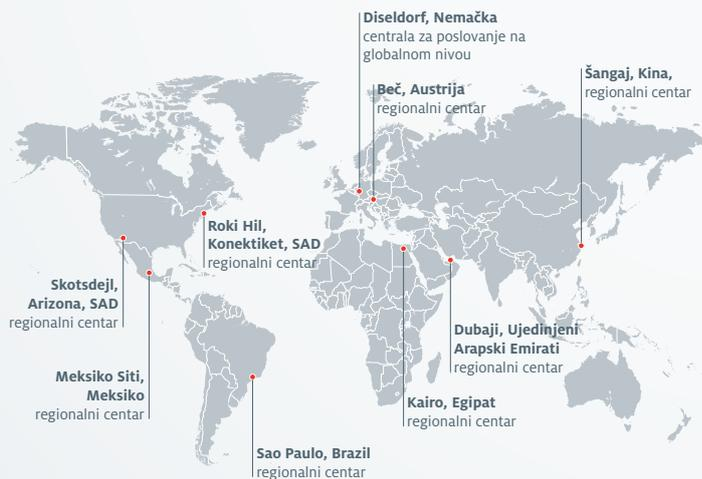 Diseldorf, Nemačka
centrala za poslovanje na
globalnom nivou
Šangaj, Kina,
regionalni centar
Beč, Austrija
regionalni centar
Roki Hil,
Konektiket, SAD
regionalni centar
Skotsdejl,
Arizona, SAD
regionalni centar
Dubaji, Ujedinjeni
Arapski Emirati
regionalni centar
Meksiko Siti,
Meksiko
regionalni centar
Kairo, Egipat
regionalni centar
Sao Paulo, Brazil
regionalni centar